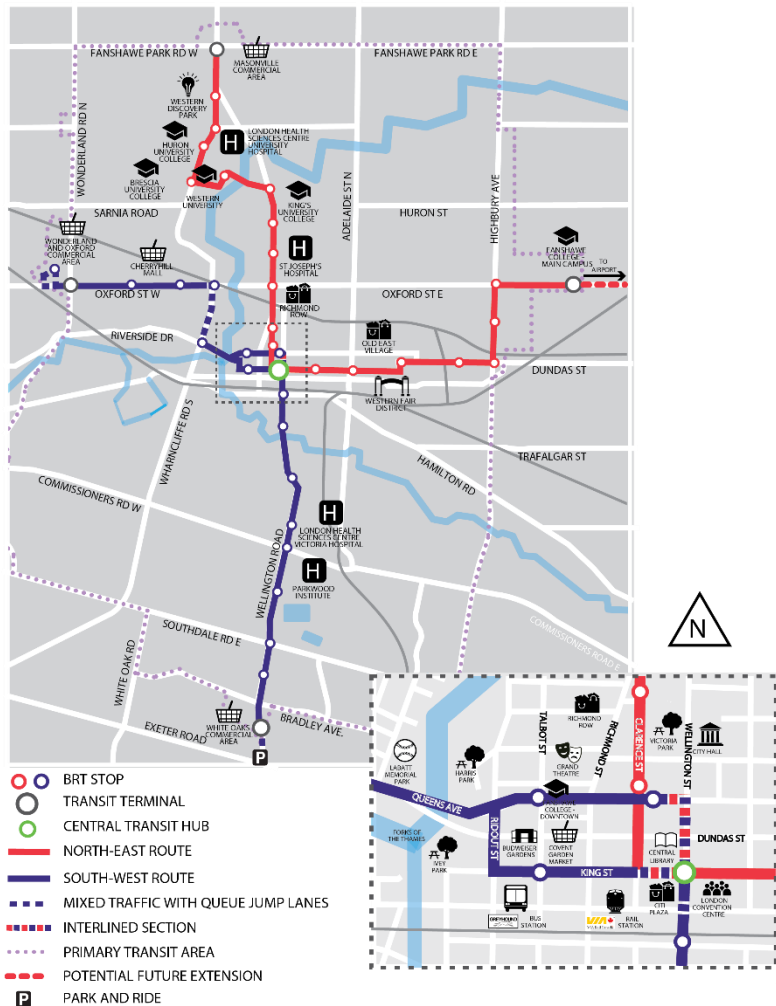 FANSHAWE PARK RD W
MASONVILLE
COMMERCIAL
AREA
FANSHAWE PARK RD E
WONDERLAND RD N
WESTERN
DISCOVERY
PARK
HURON
UNIVERSITY
COLLEGE
H
LONDON HEALTH
SCIENCES CENTRE
UNIVERSITY
HOSPITAL
BRESCIA
UNIVERSITY
COLLEGE
WESTERN
UNIVERSITY
KING'S
UNIVERSITY
COLLEGE
ADELAIDE ST N
HIGHBURY AVE
SARNIA ROAD
HURON ST
WONDERLAND
AND OXFORD
COMMERCIAL
AREA
CHERRYHILL
MALL
H
ST JOSEPH'S
HOSPITAL
FANSHAWE
COLLEGE -
MAIN CAMPUS
TO
AIRPORT
OXFORD ST W
RICHMOND
ROW
OXFORD ST E
RIVERSIDE DR
OLD EAST
VILLAGE
DUNDAS ST
WESTERN FAIR
DISTRICT
WHARNCLIFFE RD S
TRAFALGAR ST
HAMILTON RD
COMMISSIONERS RD W
H
LONDON HEALTH
SCIENCES CENTRE
VICTORIA HOSPITAL
WELLINGTON ROAD
H
PARKWOOD
INSTITUTE
COMMISSIONERS ROAD E
SOUTHDALE RD E
WHITE OAK RD
WHITE OAKS
COMMERCIAL
AREA
BRADLEY AVE.
EXETER ROAD
P
N
BRT STOP
TRANSIT TERMINAL
CENTRAL TRANSIT HUB
NORTH-EAST ROUTE
SOUTH-WEST ROUTE
MIXED TRAFFIC WITH QUEUE JUMP LANES
INTERLINED SECTION
PRIMARY TRANSIT AREA
POTENTIAL FUTURE EXTENSION
P PARK AND RIDE
TALBOT ST
RICHMOND
ROW
RICHMOND ST
CLARENCE ST
VICTORIA
PARK
WELLINGTON ST
CITY HALL
LABATT
MEMORIAL
PARK
HARRIS
PARK
GRAND
THEATRE
QUEENS AVE
COLLEGE -
DOWNTOWN
FORKS OF
THE THAMES
RIDOUT ST
BUDWEISER
GARDENS
COVENT
GARDEN
MARKET
CENTRAL
LIBRARY
DUNDAS ST
IVEY
PARK
KING ST
BUS
STATION
GREYHOUND
VIA
RAIL
STATION
CITI
PLAZA
LONDON
CONVENTION
CENTRE